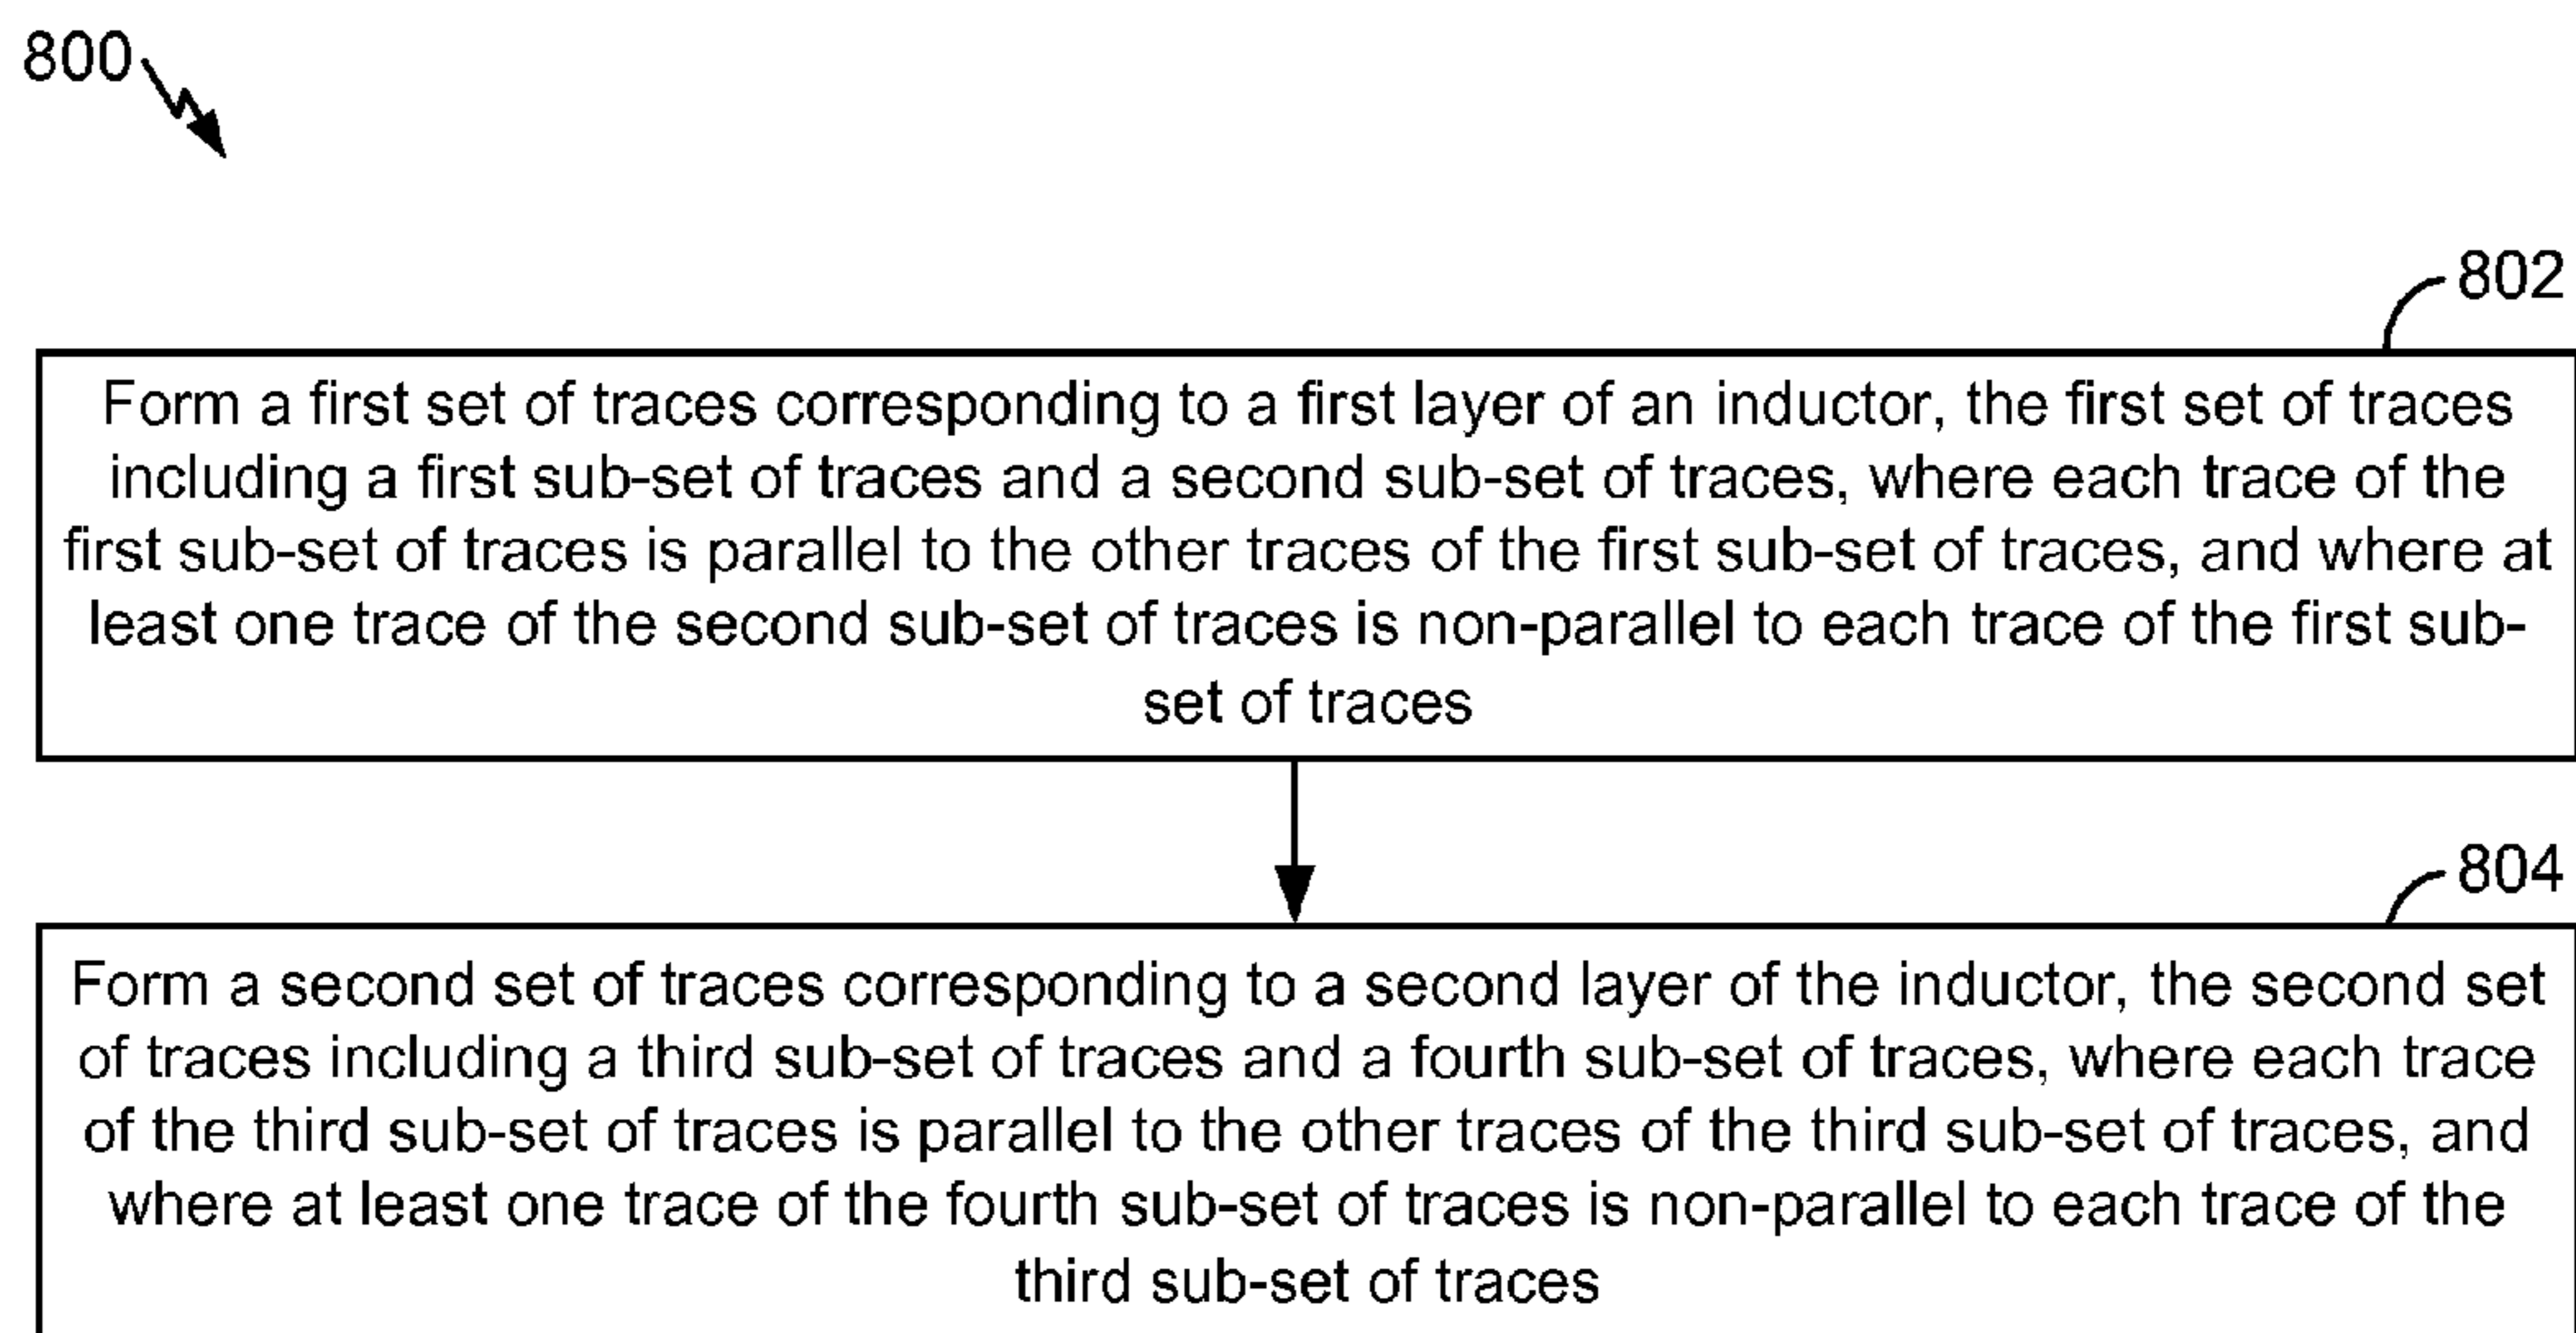 800
802
Form a first set of traces corresponding to a first layer of an inductor, the first set of traces
including a first sub-set of traces and a second sub-set of traces, where each trace of the
first sub-set of traces is parallel to the other traces of the first sub-set of traces, and where at
least one trace of the second sub-set of traces is non-parallel to each trace of the first sub-
set of traces
804
Form a second set of traces corresponding to a second layer of the inductor, the second set
of traces including a third sub-set of traces and a fourth sub-set of traces, where each trace
of the third sub-set of traces is parallel to the other traces of the third sub-set of traces, and
where at least one trace of the fourth sub-set of traces is non-parallel to each trace of the
third sub-set of traces